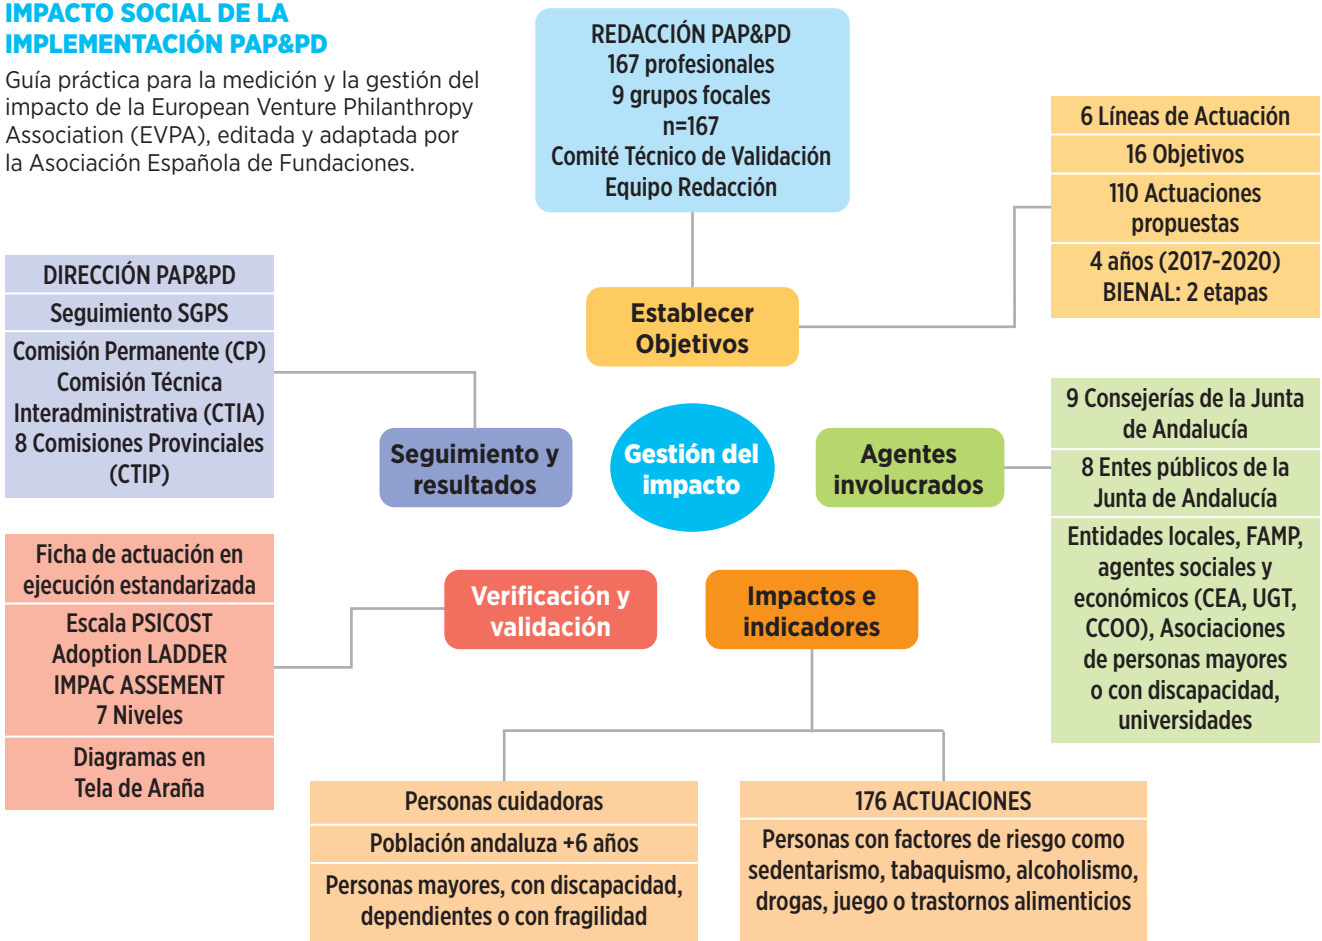 IMPACTO SOCIAL DE LA
IMPLEMENTACIÓN PAP&PD
Guía práctica para la medición y la gestión del
impacto de la European Venture Philanthropy
Association (EVPA), editada y adaptada por
la Asociación Española de Fundaciones.
REDACCIÓN PAP&PD
167 profesionales
9 grupos focales
n=167
Comité Técnico de Validación
Equipo Redacción
6 Líneas de Actuación
16 Objetivos
110 Actuaciones
propuestas
4 años (2017-2020)
BIENAL: 2 etapas
Establecer
Objetivos
DIRECCIÓN PAP&PD
Seguimiento SGPS
Comisión Permanente (CP)
Comisión Técnica
Interadministrativa (CTIA)
8 Comisiones Provinciales
(CTIP)
Seguimiento y
resultados
Gestión del
impacto
Agentes
involucrados
9 Consejerías de la Junta
de Andalucía
8 Entes públicos de la
Junta de Andalucía
Entidades locales, FAMP,
agentes sociales y
económicos (CEA, UGT,
CCOO), Asociaciones
de personas mayores
o con discapacidad,
universidades
Ficha de actuación en
ejecución estandarizada
Escala PSICOST
Adoption LADDER
IMPAC ASSEMENT
7 Niveles
Diagramas en
Tela de Araña
Verificación y
validación
Impactos e
indicadores
Personas cuidadoras
Población andaluza +6 años
Personas mayores, con discapacidad,
dependientes o con fragilidad
176 ACTUACIONES
Personas con factores de riesgo como
sedentarismo, tabaquismo, alcoholismo,
drogas, juego o trastornos alimenticios